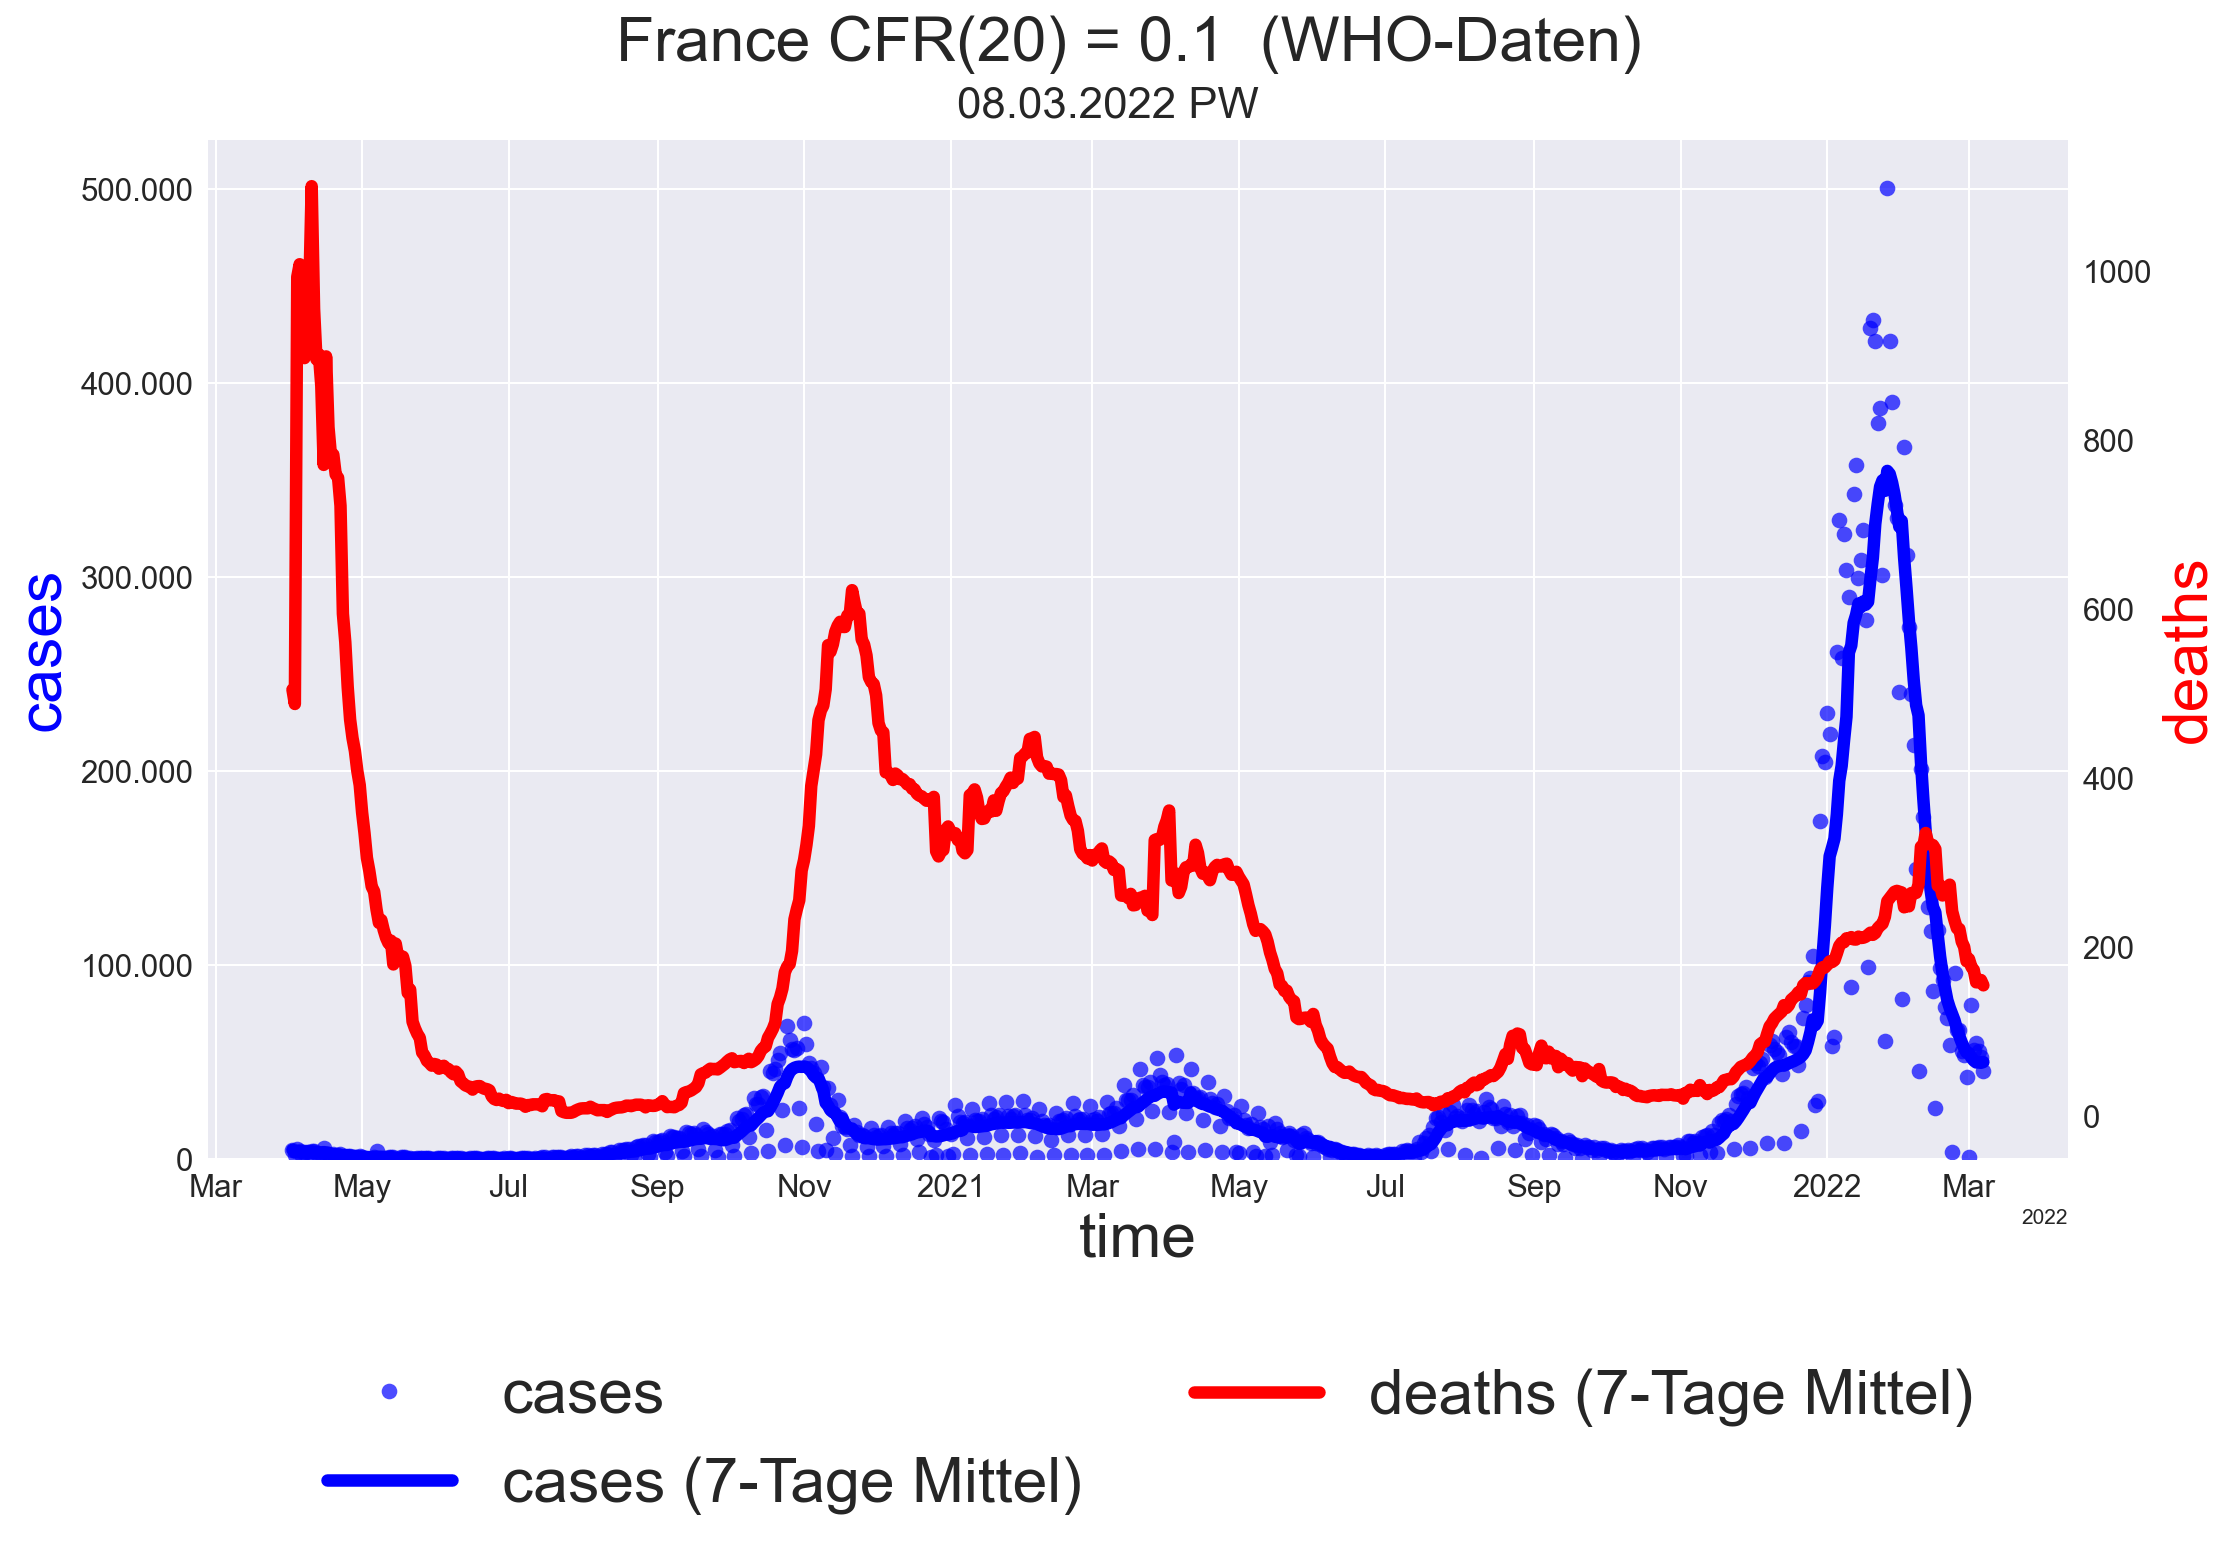 France CFR(20) = 0.1  (WHO-Daten)
08.03.2022 PW
500.000
400.000
300.000
200.000
100.000
0
cases
1000
800
600
400
200
0
deaths
Mar May Jul Sep Nov 2021 Mar May Jul Sep Nov 2022 Mar
2022
time
cases
cases (7-Tage Mittel)
deaths (7-Tage Mittel)